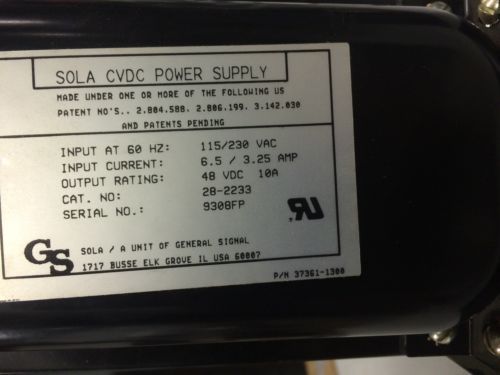 SOLA CVDC POWER SUPPLY
MADE UNDER ONE OR MORE OF THE FOLLOWING US
PATENT NO'S.. 2.804.588. 2.806.199. 3.142.030
AND PATENTS PENDING
INPUT AT 60 HZ: 115/230 VAC
INPUT CURRENT: 6.5 / 3.25 AMP
OUTPUT RATING: 48 VDC 10A
CAT. NO: 28-2233
SERIAL NO.: 9308FP
RU
GS
SOLA / A UNIT OF GENERAL SIGNAL
1717 BUSSE ELK GROVE IL USA 60007
P/N 37361-1300